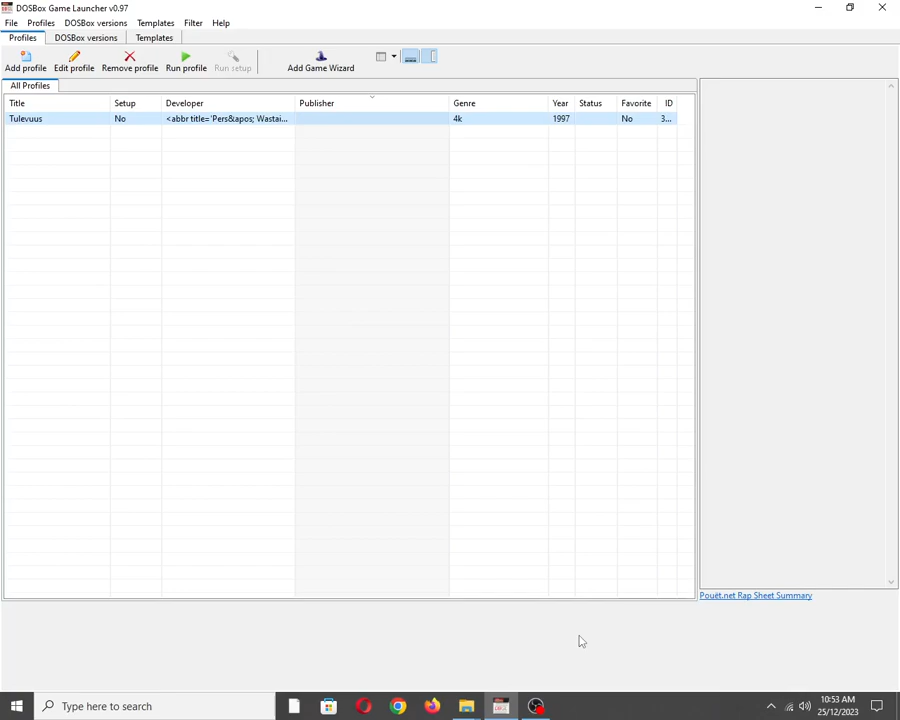 DOSBox Game Launcher v0.97
File Profiles DOSBox versions Templates Filter Help
Profiles DOSBox versions Templates
Add profile Edit profile Remove profile Run profile Run setup Add Game Wizard
All Profiles
Title Setup Developer Publisher Genre Year Status Favorite ID
Tulevuus No <abbr title='Pers&apos; Wastai... 4k 1997 No 3...
Pouët.net Rap Sheet Summary
Type here to search
10:53 AM
25/12/2023